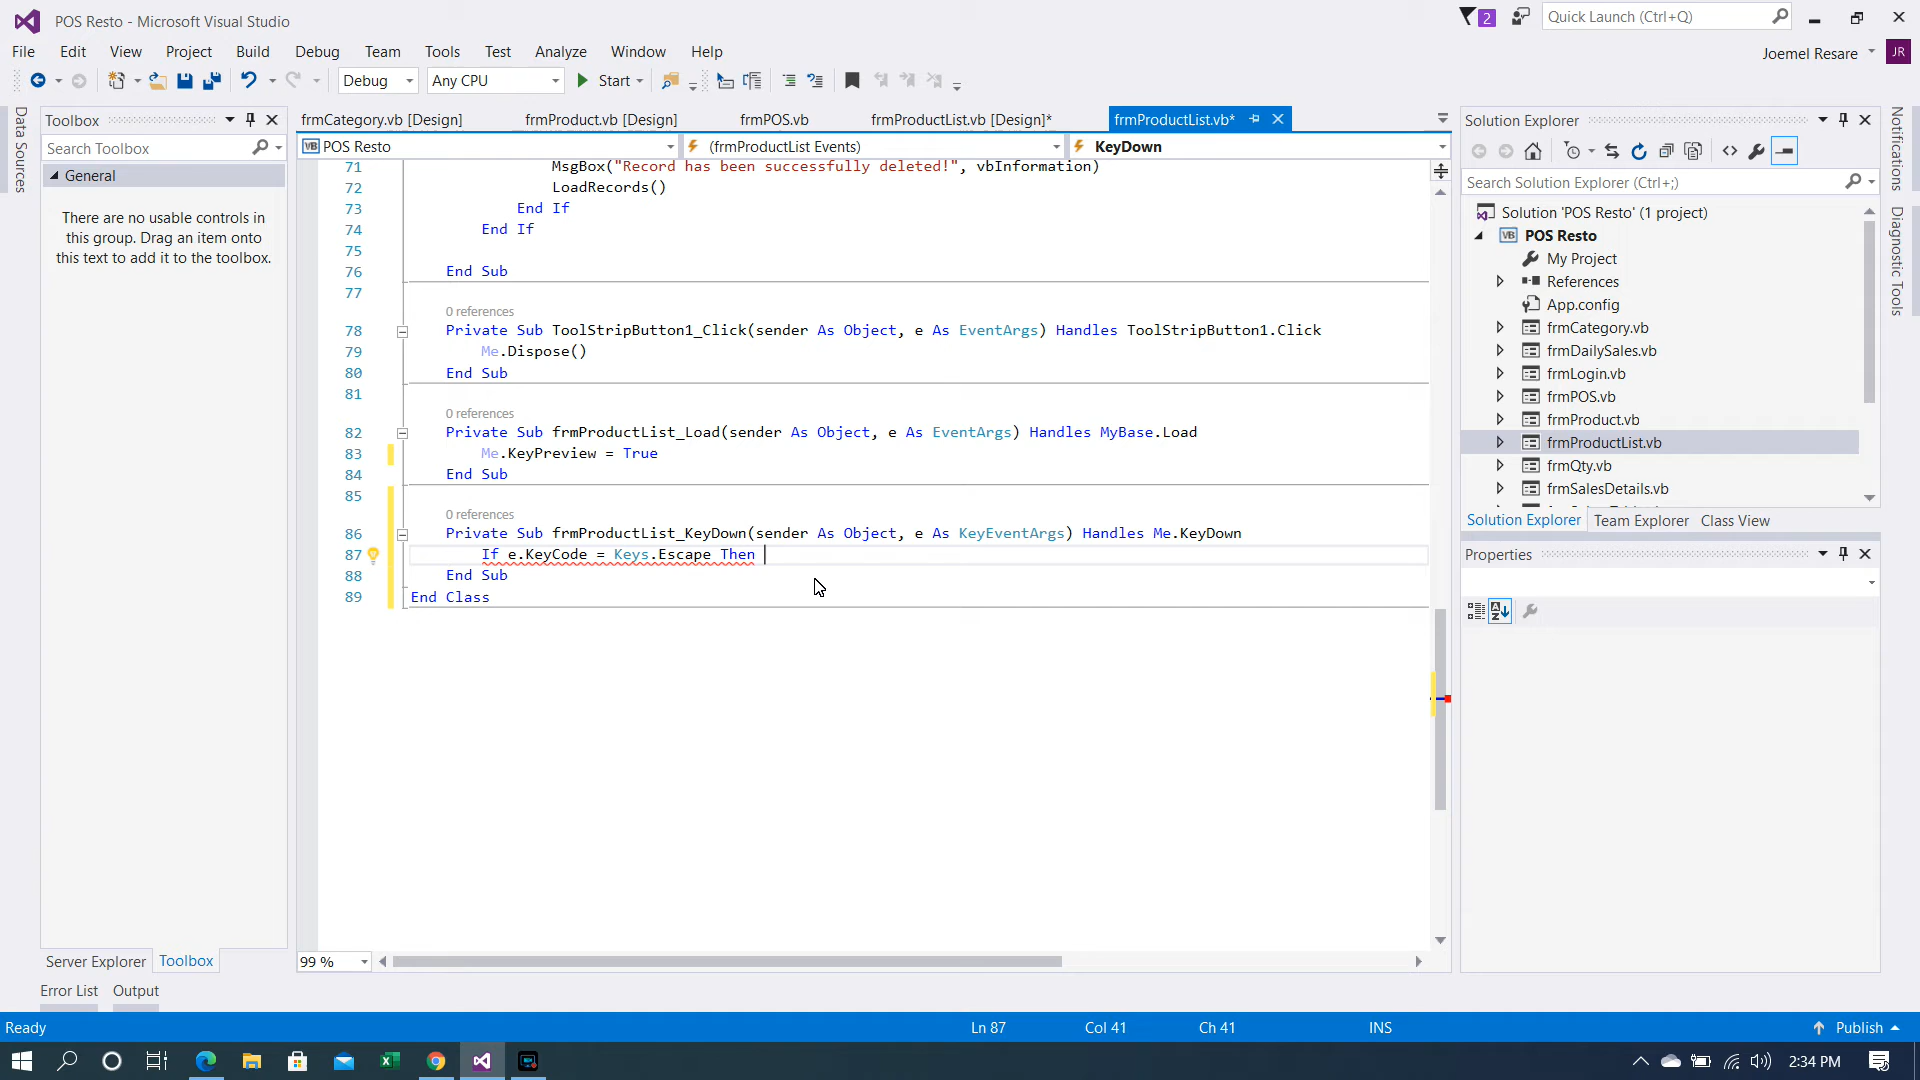 POS Resto - Microsoft Visual Studio
2
Quick Launch (Ctrl+Q)
File Edit View Project Build Debug Team Tools Test Analyze Window Help
Joemel Resare
JR
Debug
Any CPU
Start
Data Sources
Toolbox
Search Toolbox
General
There are no usable controls in
this group. Drag an item onto
this text to add it to the toolbox.
Server Explorer
Toolbox
frmCategory.vb [Design]
frmProduct.vb [Design]
frmPOS.vb
frmProductList.vb [Design]*
frmProductList.vb*
VB POS Resto
(frmProductList Events)
KeyDown
71 MsgBox("Record has been successfully deleted!", vbInformation)
72 LoadRecords()
73 End If
74 End If
75
76 End Sub
77
0 references
78 Private Sub ToolStripButton1_Click(sender As Object, e As EventArgs) Handles ToolStripButton1.Click
79 Me.Dispose()
80 End Sub
81
0 references
82 Private Sub frmProductList_Load(sender As Object, e As EventArgs) Handles MyBase.Load
83 Me.KeyPreview = True
84 End Sub
85
0 references
86 Private Sub frmProductList_KeyDown(sender As Object, e As KeyEventArgs) Handles Me.KeyDown
87 If e.KeyCode = Keys.Escape Then
88 End Sub
89 End Class
99 %
Solution Explorer
Search Solution Explorer (Ctrl+;)
Solution 'POS Resto' (1 project)
VB POS Resto
My Project
References
App.config
frmCategory.vb
frmDailySales.vb
frmLogin.vb
frmPOS.vb
frmProduct.vb
frmProductList.vb
frmQty.vb
frmSalesDetails.vb
Solution Explorer Team Explorer Class View
Properties
Notifications
Diagnostic Tools
Error List Output
Ready
Ln 87
Col 41
Ch 41
INS
Publish
2:34 PM